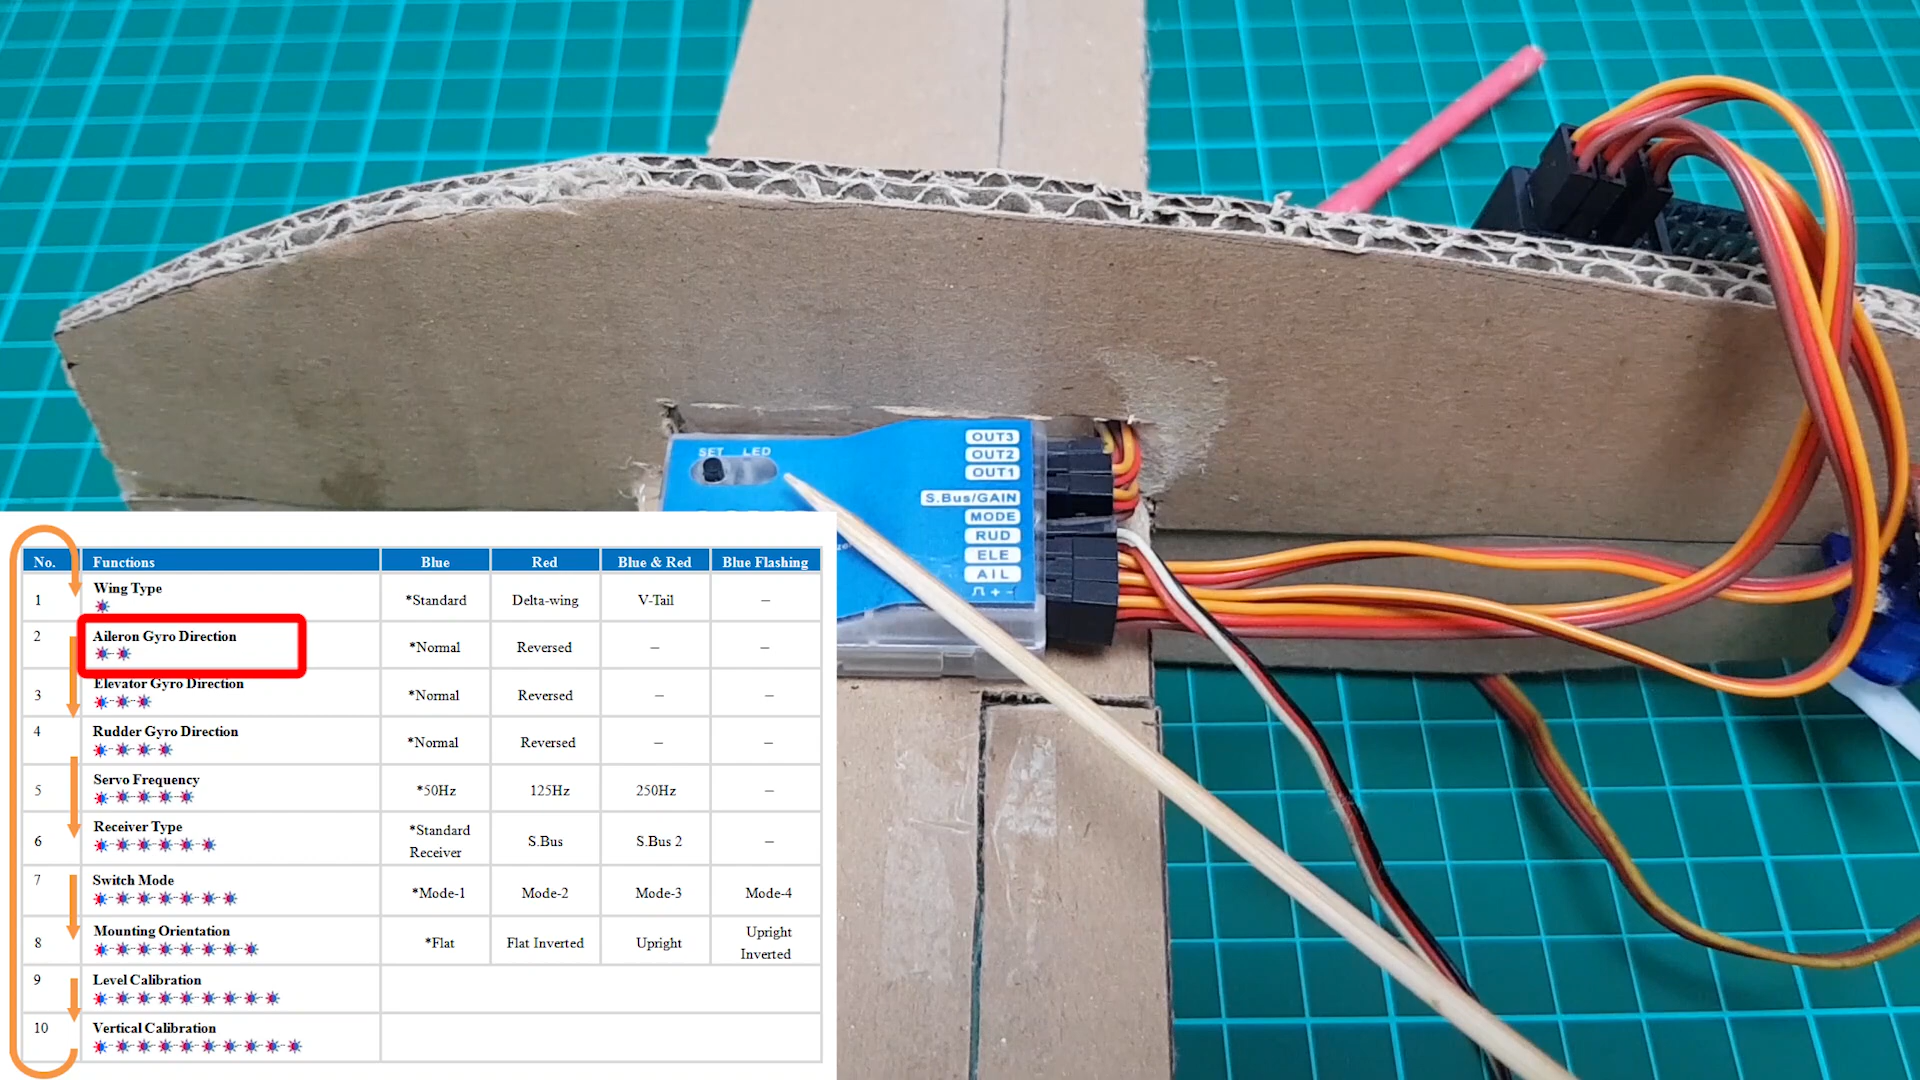 SET LED
OUT3
OUT2
OUT1
S.Bus/GAIN
MODE
RUD
ELE
AIL
+ -
No. Functions Blue Red Blue & Red Blue Flashing
1 Wing Type *Standard Delta-wing V-Tail –
2 Aileron Gyro Direction *Normal Reversed – –
3 Elevator Gyro Direction *Normal Reversed – –
4 Rudder Gyro Direction *Normal Reversed – –
5 Servo Frequency *50Hz 125Hz 250Hz –
6 Receiver Type *Standard Receiver S.Bus S.Bus 2 –
7 Switch Mode *Mode-1 Mode-2 Mode-3 Mode-4
8 Mounting Orientation *Flat Flat Inverted Upright Upright Inverted
9 Level Calibration
10 Vertical Calibration